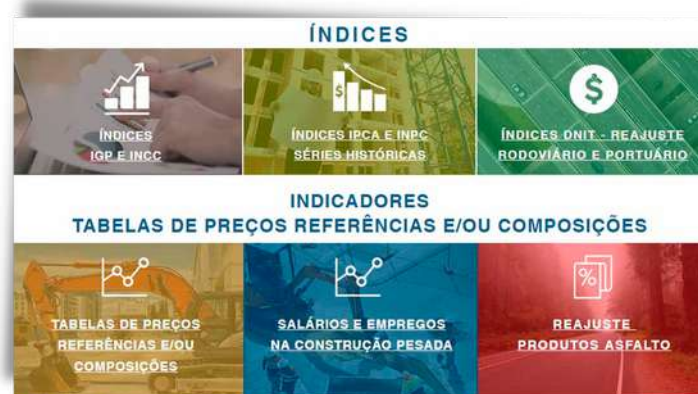 ÍNDICES
ÍNDICES
IGP E INCC
$
ÍNDICES IPCA E INPC
SÉRIES HISTÓRICAS
$
ÍNDICES DNIT - REAJUSTE
RODOVIÁRIO E PORTUÁRIO
INDICADORES
TABELAS DE PREÇOS REFERÊNCIAS E/OU COMPOSIÇÕES
TABELAS DE PREÇOS
REFERÊNCIAS E/OU
COMPOSIÇÕES
SALÁRIOS E EMPREGOS
NA CONSTRUÇÃO PESADA
%
REAJUSTE
PRODUTOS ASFALTO